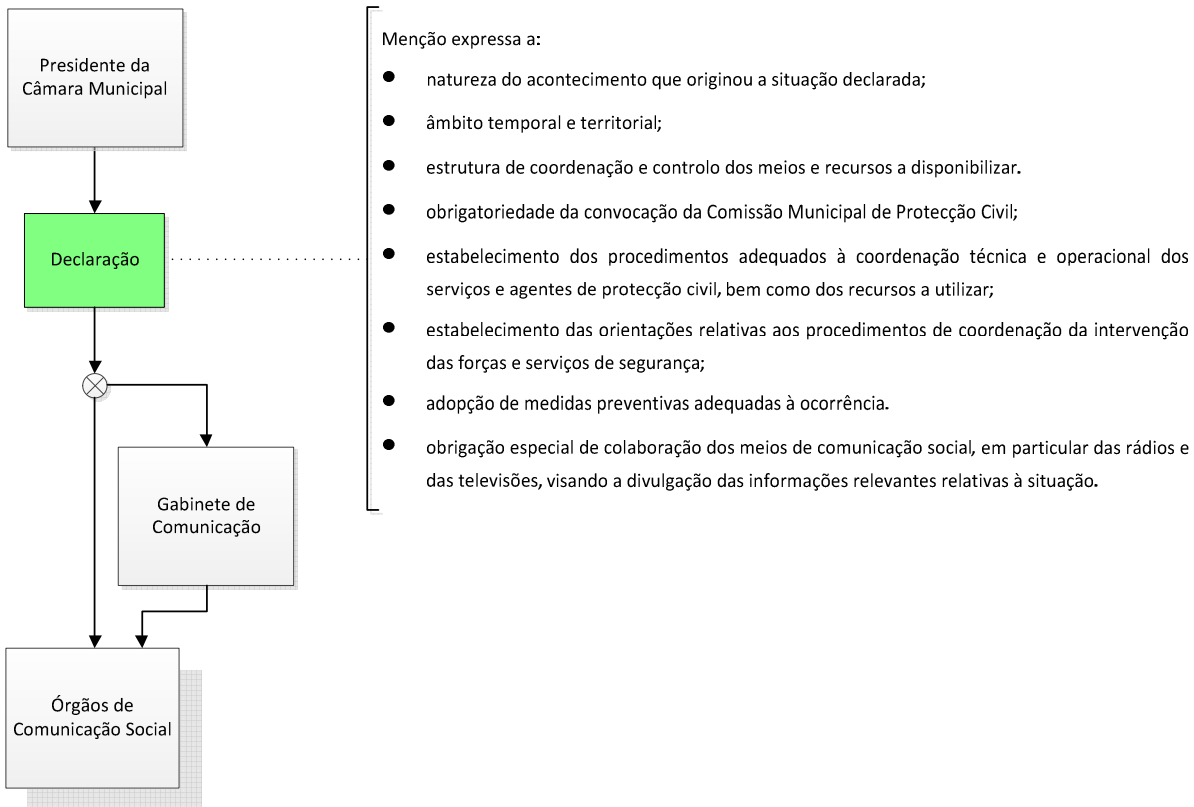 Presidente da
Câmara Municipal
Declaração
Gabinete de
Comunicação
Órgãos de
Comunicação Social
Menção expressa a:
● natureza do acontecimento que originou a situação declarada;
● âmbito temporal e territorial;
● estrutura de coordenação e controlo dos meios e recursos a disponibilizar.
● obrigatoriedade da convocação da Comissão Municipal de Protecção Civil;
● estabelecimento dos procedimentos adequados à coordenação técnica e operacional dos
serviços e agentes de protecção civil, bem como dos recursos a utilizar;
● estabelecimento das orientações relativas aos procedimentos de coordenação da intervenção
das forças e serviços de segurança;
● adopção de medidas preventivas adequadas à ocorrência.
● obrigação especial de colaboração dos meios de comunicação social, em particular das rádios e
das televisões, visando a divulgação das informações relevantes relativas à situação.